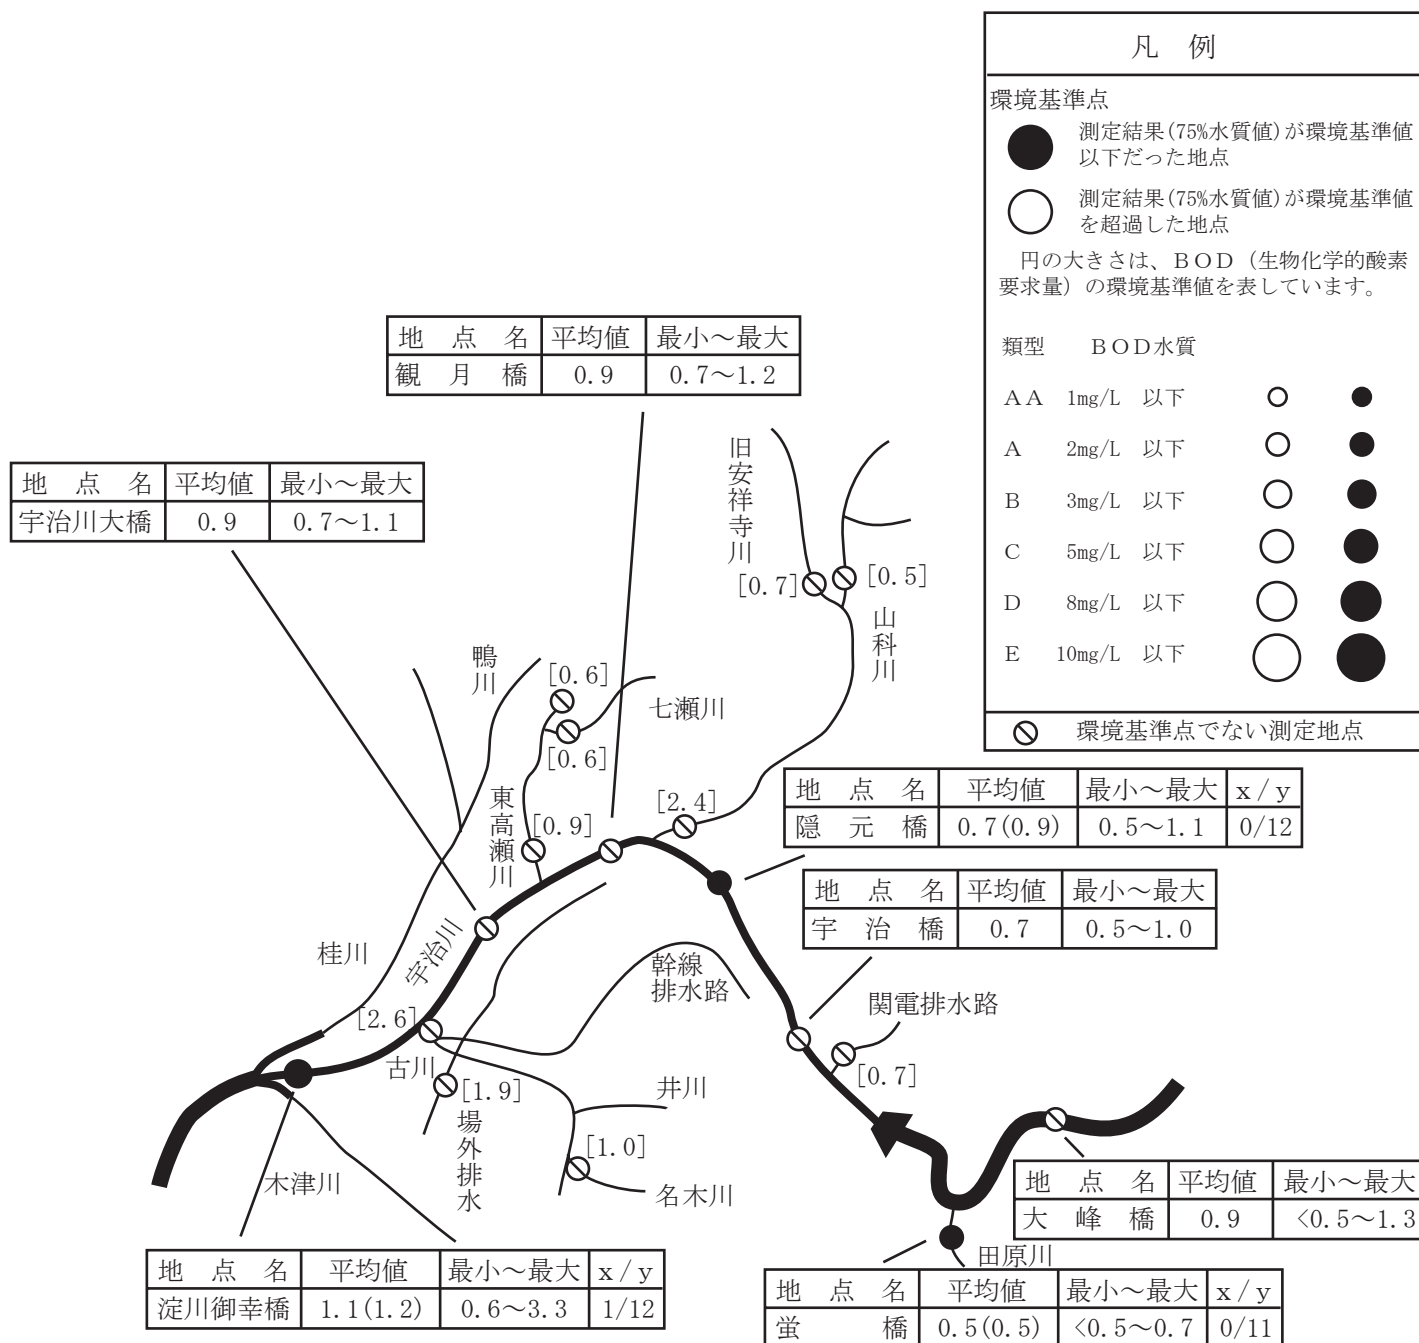 凡 例
環境基準点
測定結果(75%水質値)が環境基準値
以下だった地点
測定結果(75%水質値)が環境基準値
を超過した地点
円の大きさは、BOD(生物化学的酸素
要求量)の環境基準値を表しています。
類型 BOD水質
AA 1mg/L 以下
A 2mg/L 以下
B 3mg/L 以下
C 5mg/L 以下
D 8mg/L 以下
E 10mg/L 以下
環境基準点でない測定地点
地点名 平均値 最小～最大
観月橋 0.9 0.7～1.2
地点名 平均値 最小～最大
宇治川大橋 0.9 0.7～1.1
旧安祥寺川
[0.7]
[0.5]
山科川
鴨川
[0.6]
七瀬川
[0.6]
東高瀬川
[0.9]
[2.4]
地点名 平均値 最小～最大 x/y
隠元橋 0.7(0.9) 0.5～1.1 0/12
地点名 平均値 最小～最大
宇治橋 0.7 0.5～1.0
桂川
宇治川
幹線
排水路
関電排水路
[2.6]
古川
[0.7]
[1.9]
井川
場外排水
[1.0]
名木川
木津川
地点名 平均値 最小～最大
大峰橋 0.9 <0.5～1.3
田原川
地点名 平均値 最小～最大 x/y
淀川御幸橋 1.1(1.2) 0.6～3.3 1/12
地点名 平均値 最小～最大 x/y
蛍橋 0.5(0.5) <0.5～0.7 0/11